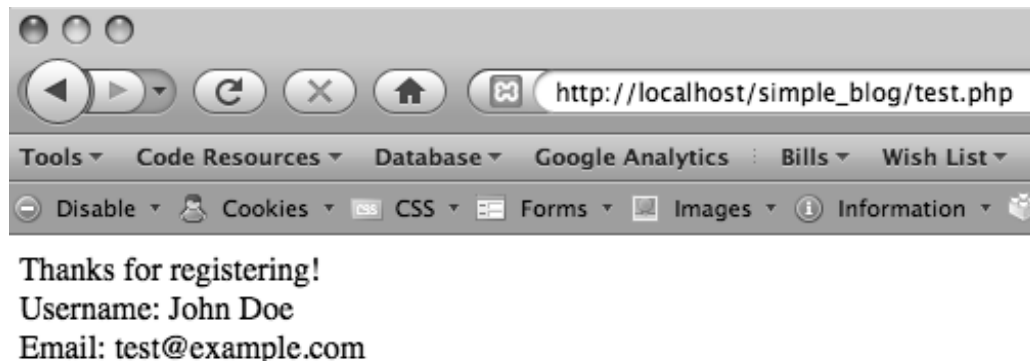 http://localhost/simple_blog/test.php
Tools Code Resources Database Google Analytics Bills Wish List
Disable Cookies CSS CSS Forms Images Information
Thanks for registering!
Username: John Doe
Email: test@example.com